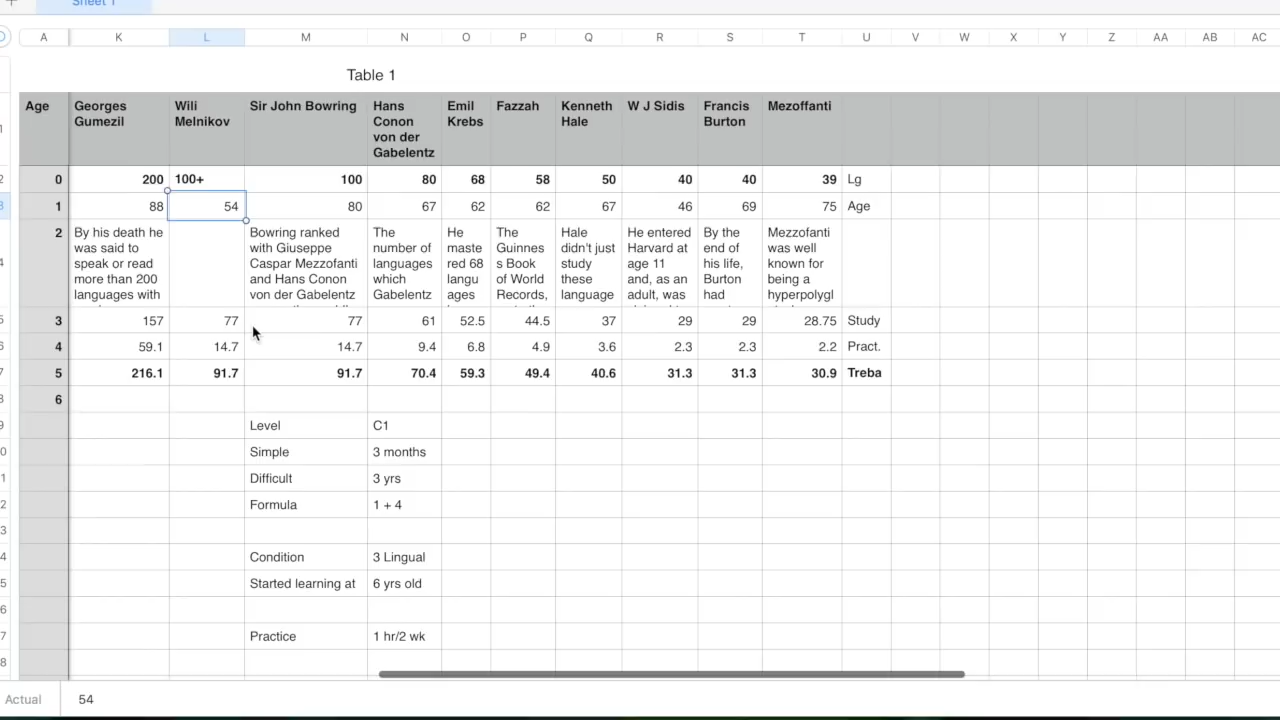 Sheet 1
A K L M N O P Q R S T U V W X Y Z AA AB AC
Table 1
Age Georges Gumezil Wili Melnikov Sir John Bowring Hans Conon von der Gabelentz Emil Krebs Fazzah Kenneth Hale W J Sidis Francis Burton Mezoffanti
0 200 100+ 100 80 68 58 50 40 40 39 Lg
1 88 54 80 67 62 62 67 46 69 75 Age
2 By his death he was said to speak or read more than 200 languages with Bowring ranked with Giuseppe Caspar Mezzofanti and Hans Conon von der Gabelentz The number of languages which Gabelentz He maste red 68 langu ages The Guinnes s Book of World Records, Hale didn't just study these language He entered Harvard at age 11 and, as an adult, was By the end of his life, Burton had Mezzofanti was well known for being a hyperpolygl
3 157 77 77 61 52.5 44.5 37 29 29 28.75 Study
4 59.1 14.7 14.7 9.4 6.8 4.9 3.6 2.3 2.3 2.2 Pract.
5 216.1 91.7 91.7 70.4 59.3 49.4 40.6 31.3 31.3 30.9 Treba
6
Level C1
Simple 3 months
Difficult 3 yrs
Formula 1 + 4
Condition 3 Lingual
Started learning at 6 yrs old
Practice 1 hr/2 wk
Actual 54